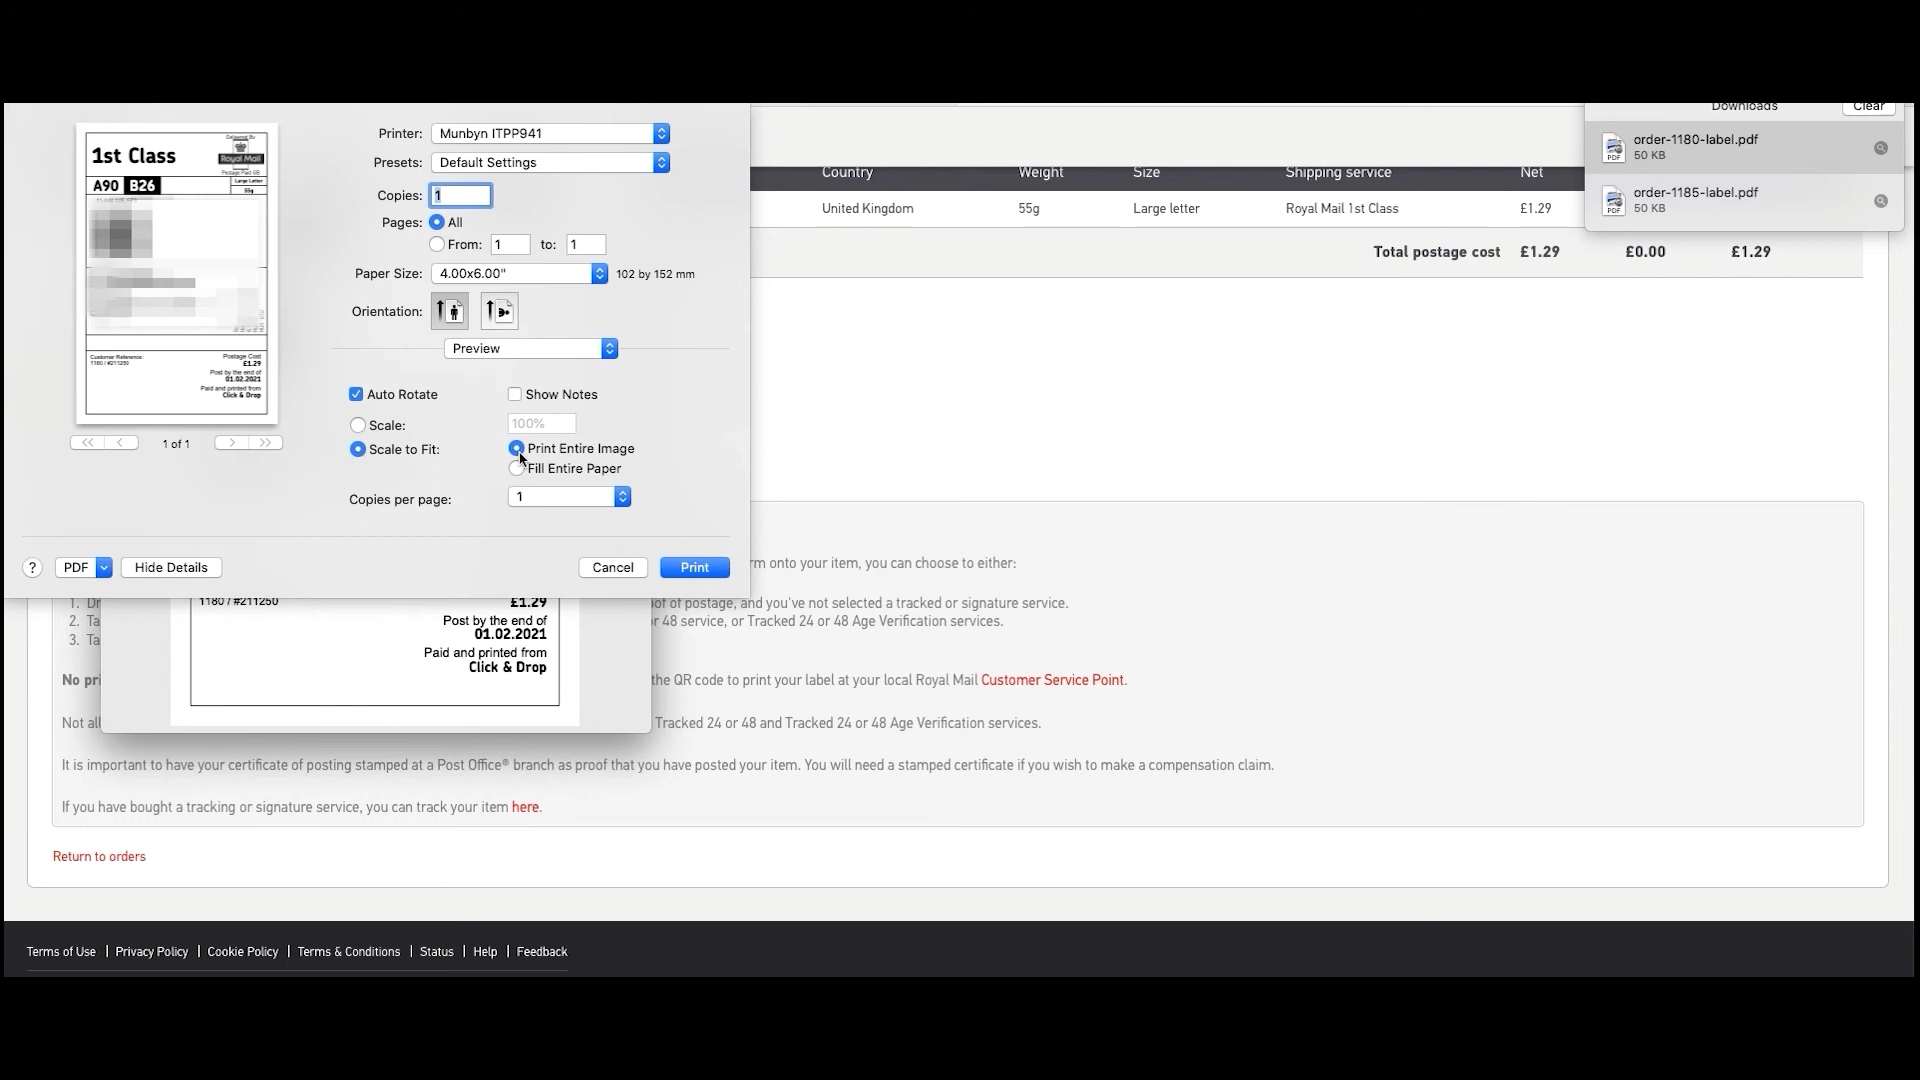 Downloads
Clear
order-1180-label.pdf
50 KB
order-1185-label.pdf
50 KB
1st Class
Delivered By
Royal Mail
Postage Paid GB
A90 B26
Large Letter
55g
Customer Reference:
1180 / #211250
Postage Cost
£1.29
Post by the end of
01.02.2021
Paid and printed from
Click & Drop
<< < 1 of 1 > >>
Printer: Munbyn ITPP941
Presets: Default Settings
Copies: 1
Pages: All
From: 1 to: 1
Paper Size: 4.00x6.00" 102 by 152 mm
Orientation:
Preview
Auto Rotate Show Notes
Scale: 100%
Scale to Fit: Print Entire Image
Fill Entire Paper
Copies per page: 1
? PDF Hide Details Cancel Print
Country Weight Size Shipping service Net
United Kingdom 55g Large letter Royal Mail 1st Class £1.29
Total postage cost £1.29 £0.00 £1.29
1180 / #211250
£1.29
Post by the end of
01.02.2021
Paid and printed from
Click & Drop
rm onto your item, you can choose to either:
1. Dr oof of postage, and you've not selected a tracked or signature service.
2. Ta r 48 service, or Tracked 24 or 48 Age Verification services.
3. Ta
No pri the QR code to print your label at your local Royal Mail Customer Service Point.
Not all Tracked 24 or 48 and Tracked 24 or 48 Age Verification services.
It is important to have your certificate of posting stamped at a Post Office® branch as proof that you have posted your item. You will need a stamped certificate if you wish to make a compensation claim.
If you have bought a tracking or signature service, you can track your item here.
Return to orders
Terms of Use | Privacy Policy | Cookie Policy | Terms & Conditions | Status | Help | Feedback